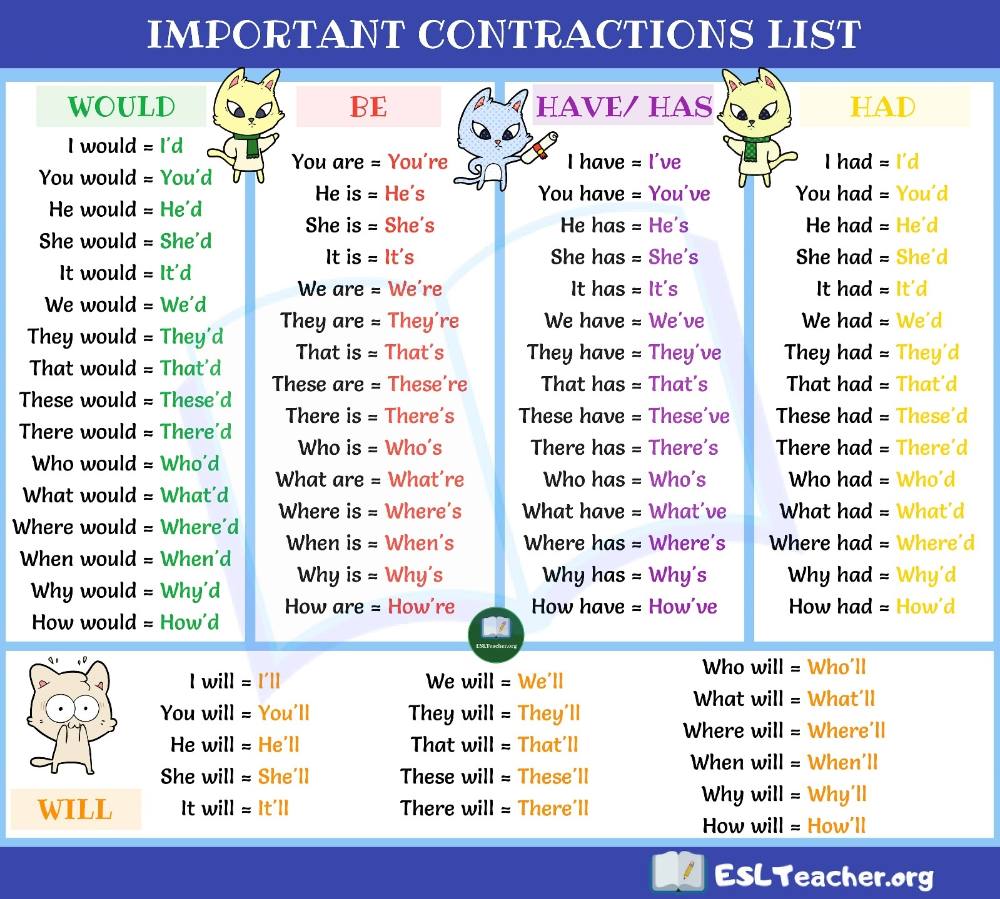 IMPORTANT CONTRACTIONS LIST
WOULD
I would = I'd
You would = You'd
He would = He'd
She would = She'd
It would = It'd
We would = We'd
They would = They'd
That would = That'd
These would = These'd
There would = There'd
Who would = Who'd
What would = What'd
Where would = Where'd
When would = When'd
Why would = Why'd
How would = How'd
BE
You are = You're
He is = He's
She is = She's
It is = It's
We are = We're
They are = They're
That is = That's
These are = These're
There is = There's
Who is = Who's
What are = What're
Where is = Where's
When is = When's
Why is = Why's
How are = How're
HAVE/ HAS
I have = I've
You have = You've
He has = He's
She has = She's
It has = It's
We have = We've
They have = They've
That has = That's
These have = These've
There has = There's
Who has = Who's
What have = What've
Where has = Where's
Why has = Why's
How have = How've
HAD
I had = I'd
You had = You'd
He had = He'd
She had = She'd
It had = It'd
We had = We'd
They had = They'd
That had = That'd
These had = These'd
There had = There'd
Who had = Who'd
What had = What'd
Where had = Where'd
Why had = Why'd
How had = How'd
ESLTeacher.org
WILL
I will = I'll
You will = You'll
He will = He'll
She will = She'll
It will = It'll
We will = We'll
They will = They'll
That will = That'll
These will = These'll
There will = There'll
Who will = Who'll
What will = What'll
Where will = Where'll
When will = When'll
Why will = Why'll
How will = How'll
ESLTeacher.org